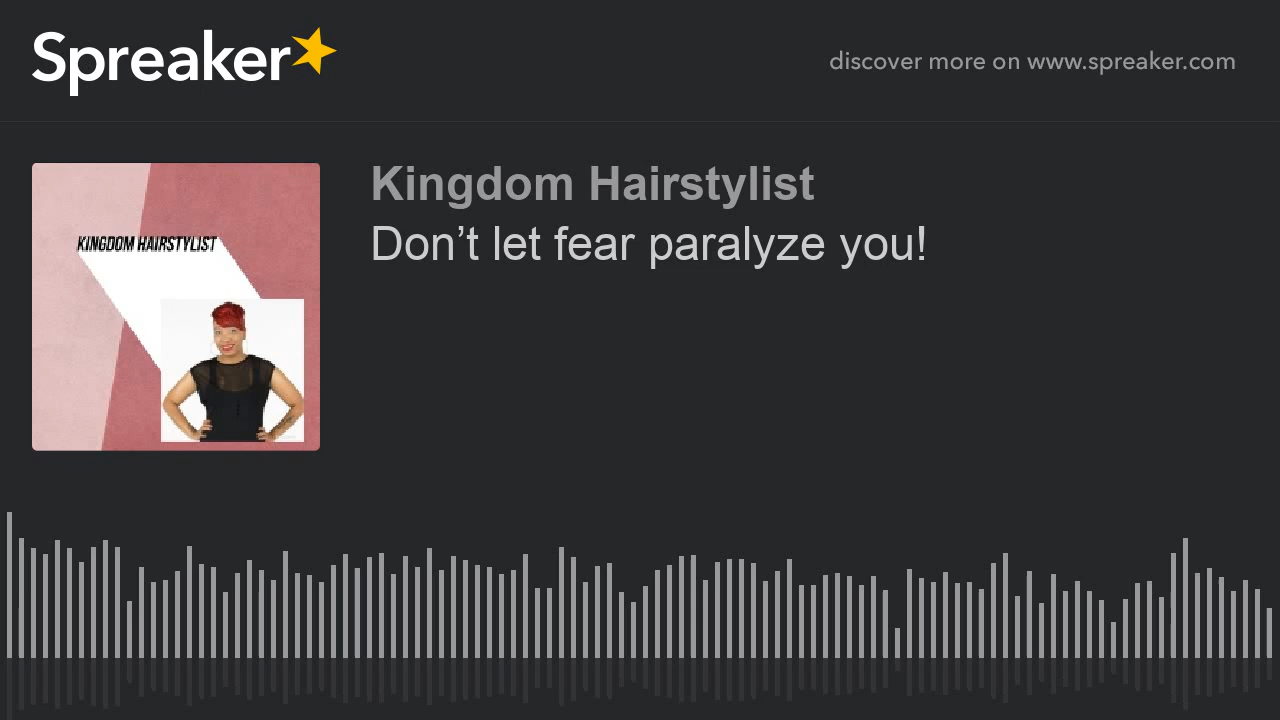 Spreaker
discover more on www.spreaker.com
KINGDOM HAIRSTYLIST
Kingdom Hairstylist
Don’t let fear paralyze you!